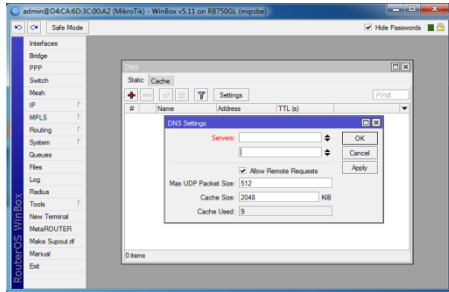 admin@D4:CA:6D:3C:00:A2 (MikroTik) - WinBox v5.11 on RB750GL (mipsbe)
Safe Mode
Hide Passwords
Interfaces
Bridge
PPP
Switch
Mesh
IP
MPLS
Routing
System
Queues
Files
Log
Radius
Tools
New Terminal
MetaROUTER
Make Supout.rif
Manual
Exit
RouterOS WinBox
DNS
Static Cache
Settings
Find
# Name Address TTL (s)
DNS Settings
Servers:
OK
Cancel
Apply
Allow Remote Requests
Max UDP Packet Size: 512
Cache Size: 2048 KiB
Cache Used: 9
0 items